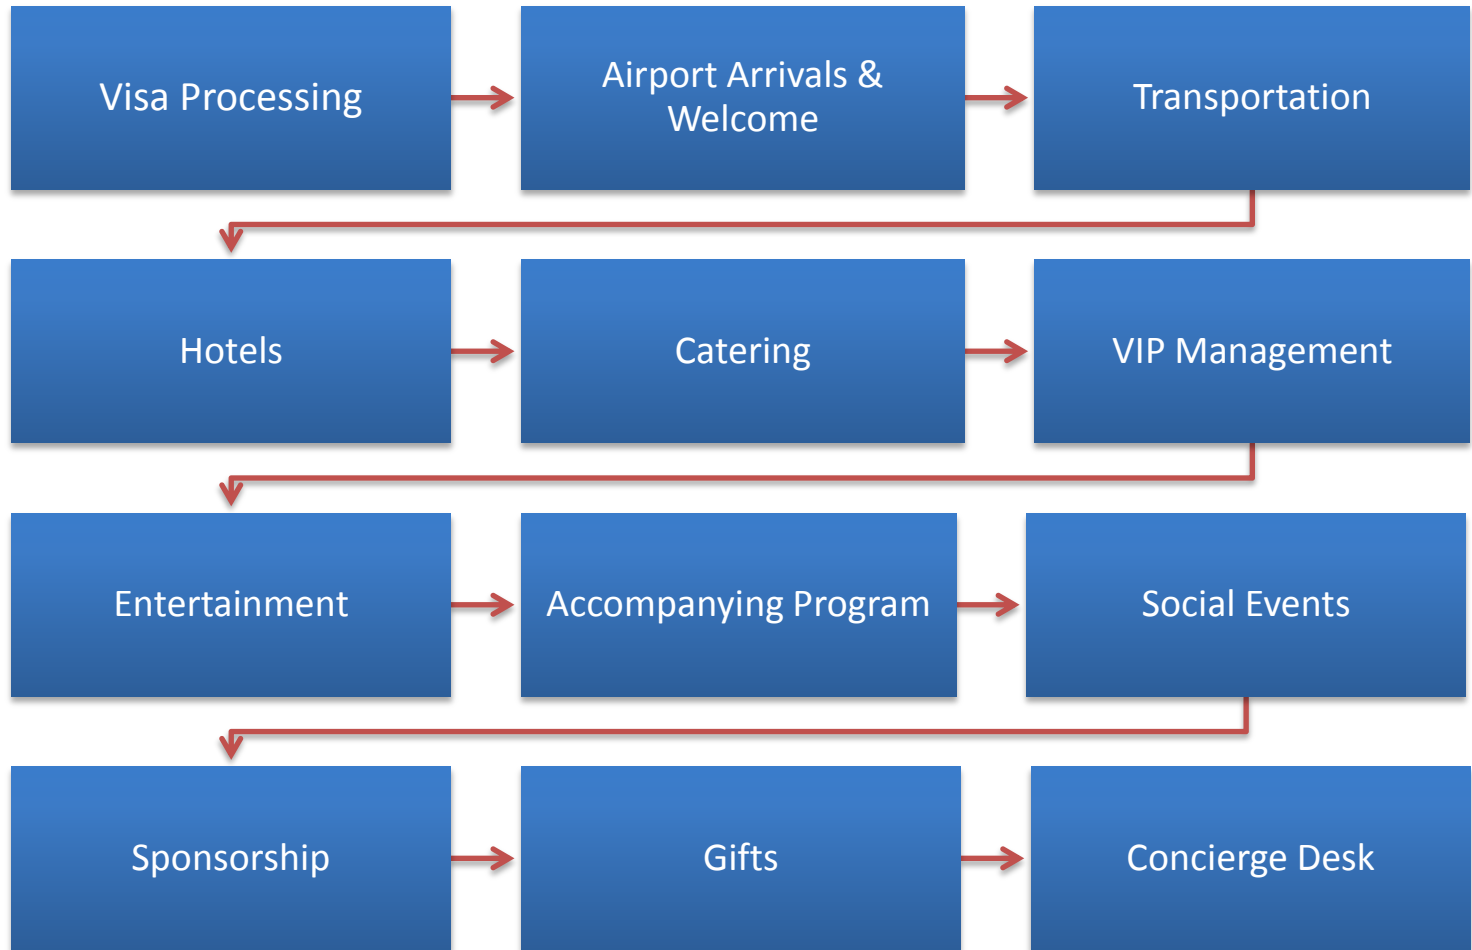 Visa Processing
Airport Arrivals &
Welcome
Transportation
Hotels
Catering
VIP Management
Entertainment
Accompanying Program
Social Events
Sponsorship
Gifts
Concierge Desk